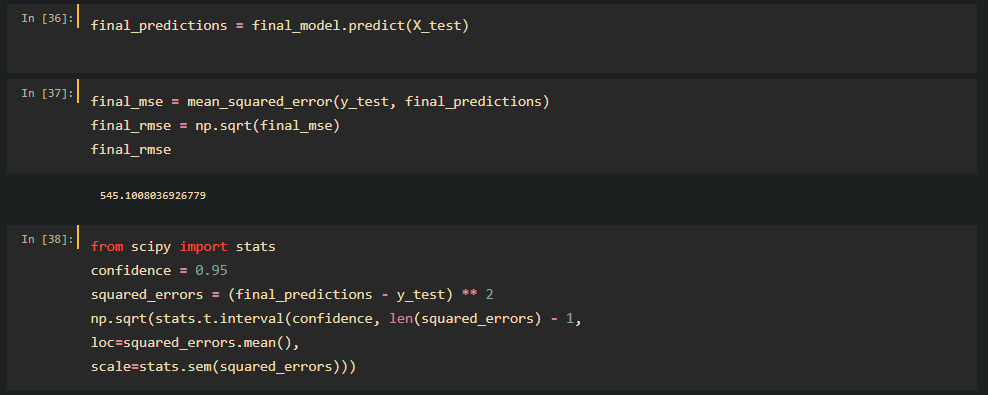 In [36]:
final_predictions = final_model.predict(X_test)
In [37]:
final_mse = mean_squared_error(y_test, final_predictions)
final_rmse = np.sqrt(final_mse)
final_rmse
545.1008036926779
In [38]:
from scipy import stats
confidence = 0.95
squared_errors = (final_predictions - y_test) ** 2
np.sqrt(stats.t.interval(confidence, len(squared_errors) - 1,
loc=squared_errors.mean(),
scale=stats.sem(squared_errors)))